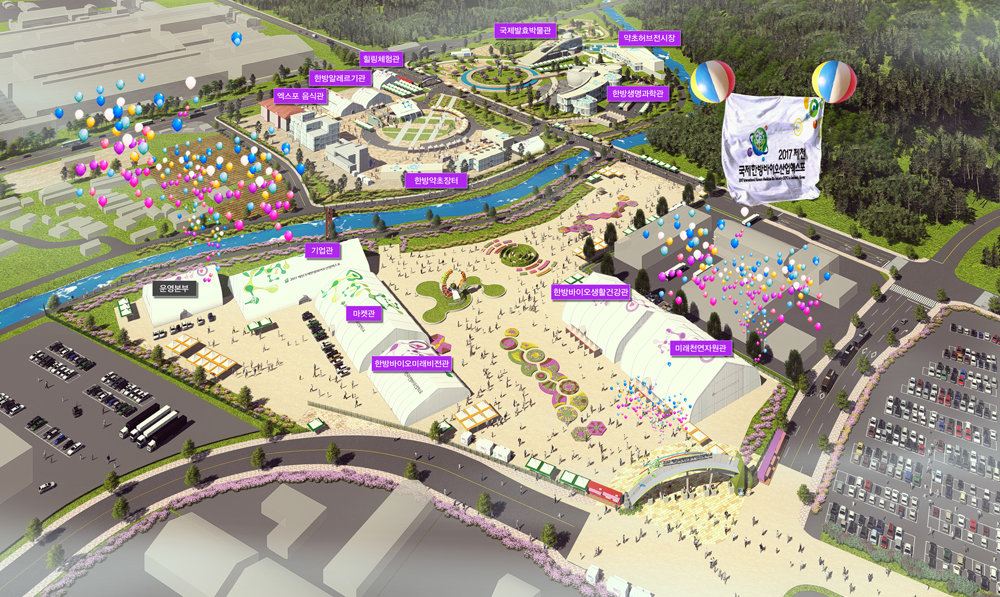 국제발효박물관
약초허브전시장
힐링체험관
한방알레르기관
엑스포 음식관
한방생명과학관
2017 제천
국제한방바이오산업엑스포
한방약초장터
기업관
운영본부
한방바이오생활건강관
마켓관
미래천연자원관
한방바이오미래비전관